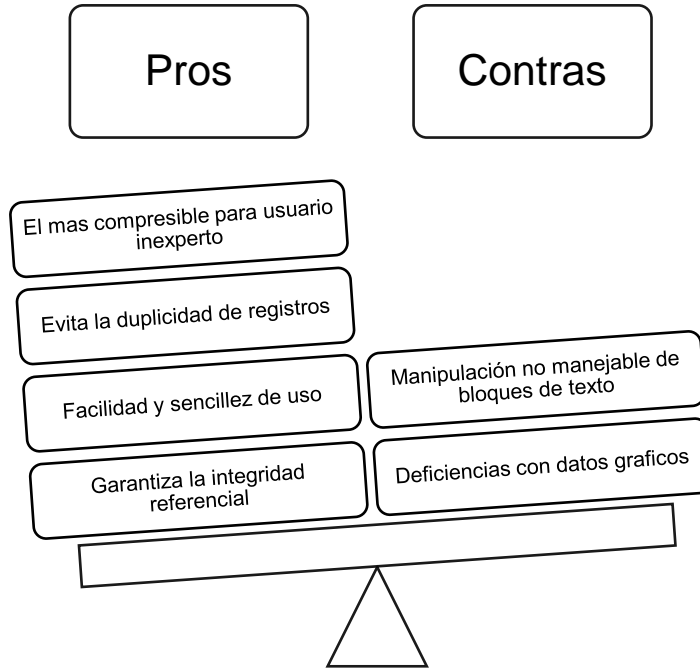 Pros
Contras
El mas compresible para usuario
inexperto
Evita la duplicidad de registros
Facilidad y sencillez de uso
Garantiza la integridad
referencial
Manipulación no manejable de
bloques de texto
Deficiencias con datos graficos